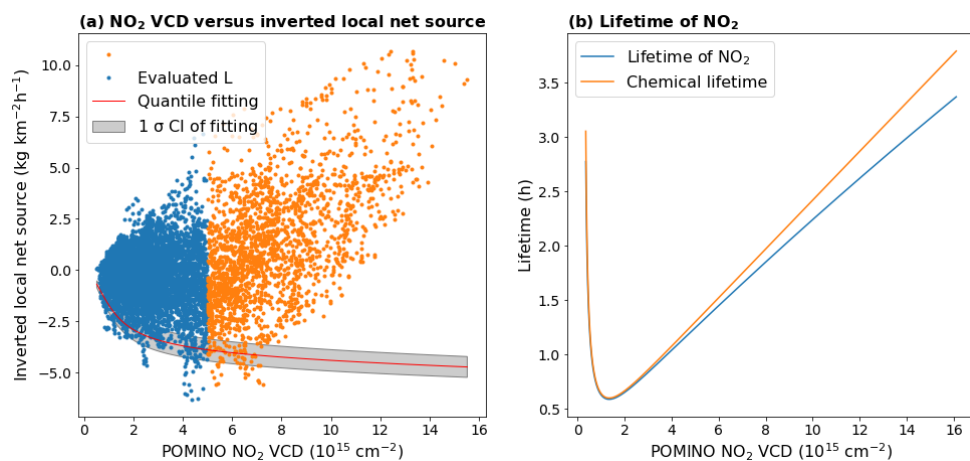 (a) NO₂ VCD versus inverted local net source
Evaluated L
Quantile fitting
1 σ CI of fitting
10.0
7.5
5.0
2.5
0.0
−2.5
−5.0
Inverted local net source (kg km⁻²h⁻¹)
0 2 4 6 8 10 12 14 16
POMINO NO₂ VCD (10¹⁵ cm⁻²)
(b) Lifetime of NO₂
Lifetime of NO₂
Chemical lifetime
3.5
3.0
2.5
2.0
1.5
1.0
0.5
Lifetime (h)
0 2 4 6 8 10 12 14 16
POMINO NO₂ VCD (10¹⁵ cm⁻²)